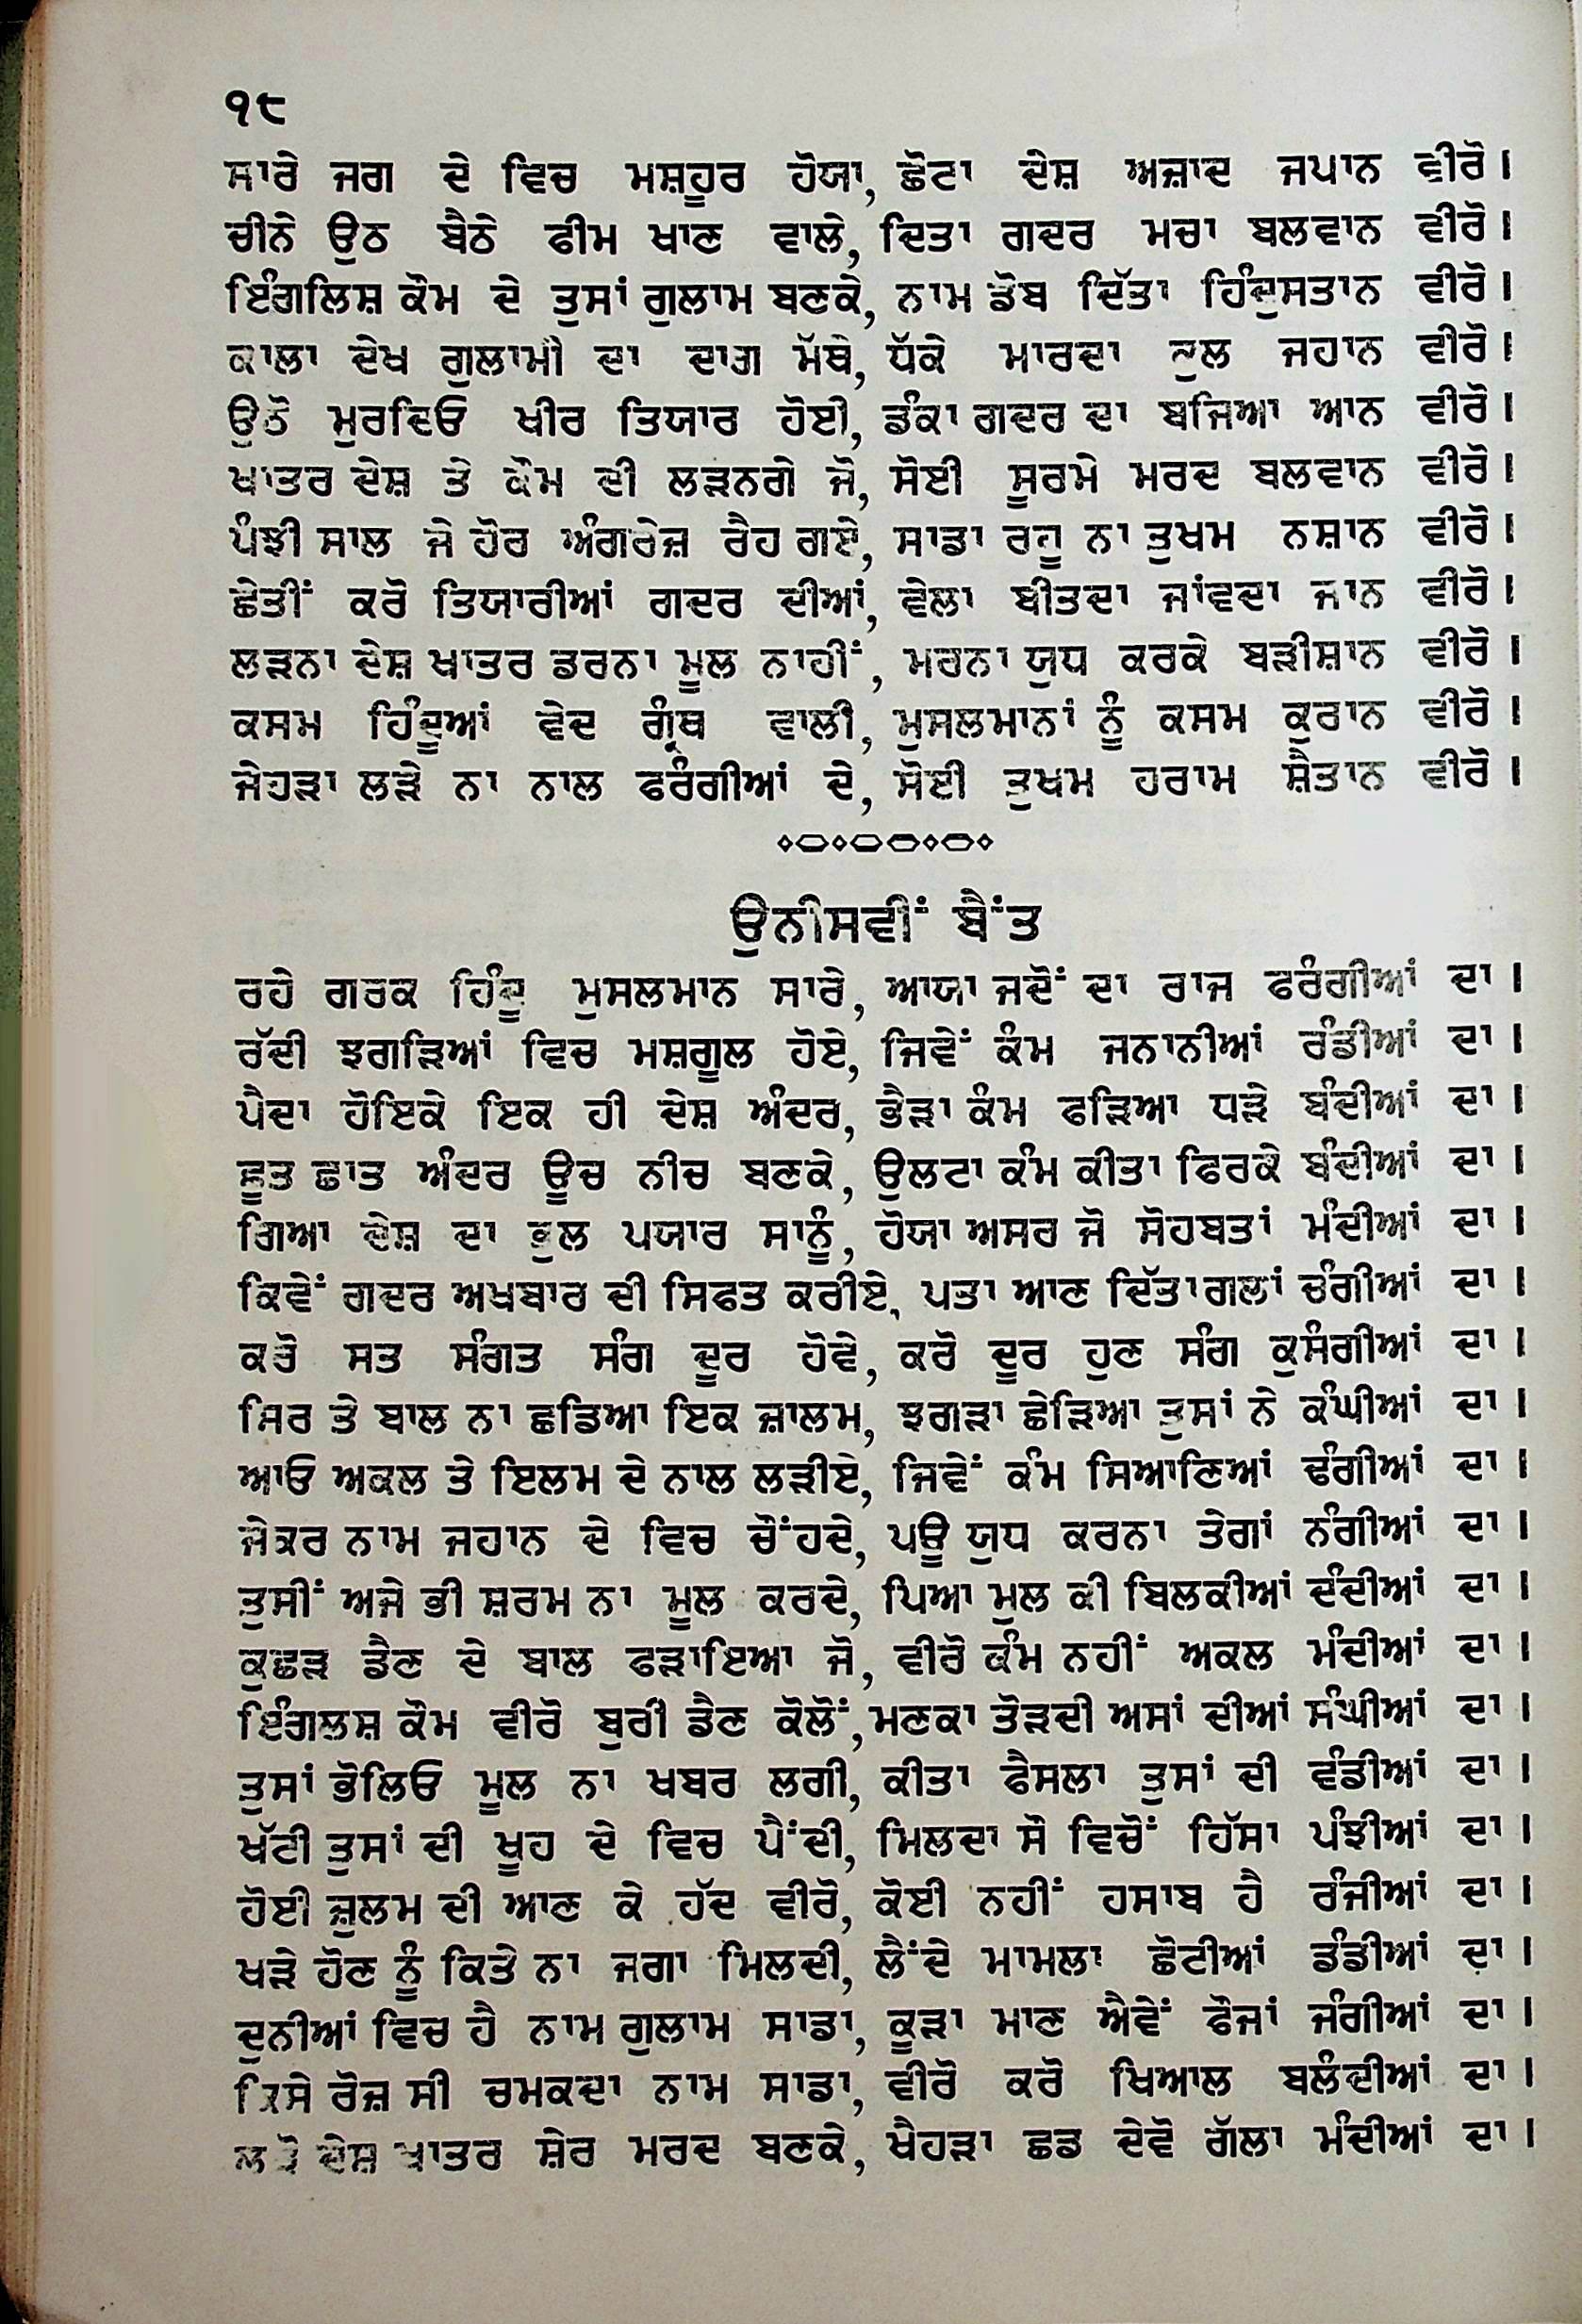 ੧੮
ਸਾਰੇ ਜਗ ਦੇ ਵਿਚ ਮਸ਼ਹੂਰ ਹੋਯਾ, ਛੋਟਾ ਦੇਸ਼ ਅਜ਼ਾਦ ਜਪਾਨ ਵੀਰੋ।
ਚੀਨੇ ਉਠ ਬੈਠੇ ਫੀਮ ਖਾਣ ਵਾਲੇ, ਦਿਤਾ ਗਦਰ ਮਚਾ ਬਲਵਾਨ ਵੀਰੋ।
ਇੰਗਲਿਸ਼ ਕੌਮ ਦੇ ਤੁਸਾਂ ਗੁਲਾਮ ਬਣਕੇ, ਨਾਮ ਡੋਬ ਦਿੱਤਾ ਹਿੰਦੁਸਤਾਨ ਵੀਰੋ।
ਕਾਲਾ ਦੇਖ ਗੁਲਾਮੀ ਦਾ ਦਾਗ ਮੱਥੇ, ਧੱਕੇ ਮਾਰਦਾ ਕੁਲ ਜਹਾਨ ਵੀਰੋ।
ਉਠੋ ਮੁਰਦਿਓ ਖੀਰ ਤਿਯਾਰ ਹੋਈ, ਡੰਕਾ ਗਦਰ ਦਾ ਬਜਿਆ ਆਨ ਵੀਰੋ।
ਖਾਤਰ ਦੇਸ਼ ਤੇ ਕੌਮ ਦੀ ਲੜਨਗੇ ਜੋ, ਸੋਈ ਸੂਰਮੇ ਮਰਦ ਬਲਵਾਨ ਵੀਰੋ।
ਪੰਝੀ ਸਾਲ ਜੇ ਹੋਰ ਅੰਗਰੇਜ਼ ਰੈਹ ਗਏ, ਸਾਡਾ ਰਹੂ ਨਾ ਤੁਖਮ ਨਸ਼ਾਨ ਵੀਰੋ।
ਛੇਤੀਂ ਕਰੋ ਤਿਯਾਰੀਆਂ ਗਦਰ ਦੀਆਂ, ਵੇਲਾ ਬੀਤਦਾ ਜਾਂਵਦਾ ਜਾਨ ਵੀਰੋ।
ਲੜਨਾ ਦੇਸ਼ ਖਾਤਰ ਡਰਨਾ ਮੂਲ ਨਾਹੀਂ, ਮਰਨਾ ਯੁਧ ਕਰਕੇ ਬੜੀਸ਼ਾਨ ਵੀਰੋ।
ਕਸਮ ਹਿੰਦੂਆਂ ਵੇਦ ਗ੍ਰੰਥ ਵਾਲੀ, ਮੁਸਲਮਾਨਾਂ ਨੂੰ ਕਸਮ ਕੁਰਾਨ ਵੀਰੋ।
ਜੇਹੜਾ ਲੜੇ ਨਾ ਨਾਲ ਫਰੰਗੀਆਂ ਦੇ, ਸੋਈ ਤੁਖਮ ਹਰਾਮ ਸ਼ੈਤਾਨ ਵੀਰੋ।
ਉਨੀਸਵੀਂ ਬੈਂਤ
ਰਹੇ ਗਰਕ ਹਿੰਦੂ ਮੁਸਲਮਾਨ ਸਾਰੇ, ਆਯਾ ਜਦੋਂ ਦਾ ਰਾਜ ਫਰੰਗੀਆਂ ਦਾ।
ਰੱਦੀ ਝਗੜਿਆਂ ਵਿਚ ਮਸ਼ਗੂਲ ਹੋਏ, ਜਿਵੇਂ ਕੰਮ ਜਨਾਨੀਆਂ ਰੰਡੀਆਂ ਦਾ।
ਪੈਦਾ ਹੋਇਕੇ ਇਕ ਹੀ ਦੇਸ਼ ਅੰਦਰ, ਭੈੜਾ ਕੰਮ ਫੜਿਆ ਧੜੇ ਬੰਦੀਆਂ ਦਾ।
ਛੂਤ ਛਾਤ ਅੰਦਰ ਊਚ ਨੀਚ ਬਣਕੇ, ਉਲਟਾ ਕੰਮ ਕੀਤਾ ਫਿਰਕੇ ਬੰਦੀਆਂ ਦਾ।
ਗਿਆ ਦੇਸ਼ ਦਾ ਭੁਲ ਪਯਾਰ ਸਾਨੂੰ, ਹੋਯਾ ਅਸਰ ਜੋ ਸੋਹਬਤਾਂ ਮੰਦੀਆਂ ਦਾ।
ਕਿਵੇਂ ਗਦਰ ਅਖਬਾਰ ਦੀ ਸਿਫਤ ਕਰੀਏ, ਪਤਾ ਆਣ ਦਿੱਤਾ ਗਲਾਂ ਚੰਗੀਆਂ ਦਾ।
ਕਰੋ ਸਤ ਸੰਗਤ ਸੰਗ ਦੂਰ ਹੋਵੇ, ਕਰੋ ਦੂਰ ਹੁਣ ਸੰਗ ਕੁਸੰਗੀਆਂ ਦਾ।
ਸਿਰ ਤੇ ਬਾਲ ਨਾ ਛਡਿਆ ਇਕ ਜ਼ਾਲਮ, ਝਗੜਾ ਛੇੜਿਆ ਤੁਸਾਂ ਨੇ ਕੰਘੀਆਂ ਦਾ।
ਆਓ ਅਕਲ ਤੇ ਇਲਮ ਦੇ ਨਾਲ ਲੜੀਏ, ਜਿਵੇਂ ਕੰਮ ਸਿਆਣਿਆਂ ਢੰਗੀਆਂ ਦਾ।
ਜੇਕਰ ਨਾਮ ਜਹਾਨ ਦੇ ਵਿਚ ਚੌਂਹਦੇ, ਪਊ ਯੁਧ ਕਰਨਾ ਤੇਗਾਂ ਨੰਗੀਆਂ ਦਾ।
ਤੁਸੀਂ ਅਜੇ ਭੀ ਸ਼ਰਮ ਨਾ ਮੂਲ ਕਰਦੇ, ਪਿਆ ਮੁਲ ਕੀ ਬਿਲਕੀਆਂ ਦੰਦੀਆਂ ਦਾ।
ਕੁਛੜ ਡੈਣ ਦੇ ਬਾਲ ਫੜਾਇਆ ਜੋ, ਵੀਰੋ ਕੰਮ ਨਹੀਂ ਅਕਲ ਮੰਦੀਆਂ ਦਾ।
ਇੰਗਲਸ਼ ਕੌਮ ਵੀਰੋ ਬੁਰੀ ਡੈਣ ਕੋਲੋਂ, ਮਣਕਾ ਤੋੜਦੀ ਅਸਾਂ ਦੀਆਂ ਸੰਘੀਆਂ ਦਾ।
ਤੁਸਾਂ ਭੋਲਿਓ ਮੂਲ ਨਾ ਖਬਰ ਲਗੀ, ਕੀਤਾ ਫੈਸਲਾ ਤੁਸਾਂ ਦੀ ਵੰਡੀਆਂ ਦਾ।
ਖੱਟੀ ਤੁਸਾਂ ਦੀ ਖੂਹ ਦੇ ਵਿਚ ਪੈਂਦੀ, ਮਿਲਦਾ ਸੌ ਵਿਚੋਂ ਹਿੱਸਾ ਪੰਝੀਆਂ ਦਾ।
ਹੋਈ ਜ਼ੁਲਮ ਦੀ ਆਣ ਕੇ ਹੱਦ ਵੀਰੋ, ਕੋਈ ਨਹੀਂ ਹਸਾਬ ਹੈ ਰੰਜੀਆਂ ਦਾ।
ਖੜੇ ਹੋਣ ਨੂੰ ਕਿਤੇ ਨਾ ਜਗਾ ਮਿਲਦੀ, ਲੈਂਦੇ ਮਾਮਲਾ ਛੋਟੀਆਂ ਡੰਡੀਆਂ ਦਾ।
ਦੁਨੀਆਂ ਵਿਚ ਹੈ ਨਾਮ ਗੁਲਾਮ ਸਾਡਾ, ਕੂੜਾ ਮਾਣ ਐਵੇਂ ਫੌਜਾਂ ਜੰਗੀਆਂ ਦਾ।
ਕਿਸੇ ਰੋਜ਼ ਸੀ ਚਮਕਦਾ ਨਾਮ ਸਾਡਾ, ਵੀਰੋ ਕਰੋ ਖਿਆਲ ਬਲੰਦੀਆਂ ਦਾ।
ਲੜੋ ਦੇਸ਼ ਖਾਤਰ ਸ਼ੇਰ ਮਰਦ ਬਣਕੇ, ਖੈਹੜਾ ਛਡ ਦੇਵੋ ਗੱਲਾ ਮੰਦੀਆਂ ਦਾ।